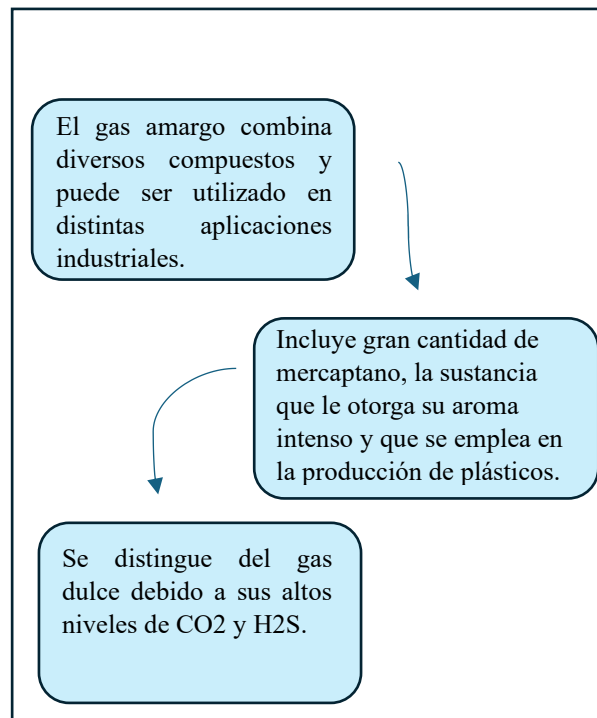 El gas amargo combina
diversos compuestos y
puede ser utilizado en
distintas aplicaciones
industriales.
Incluye gran cantidad de
mercaptano, la sustancia
que le otorga su aroma
intenso y que se emplea en
la producción de plásticos.
Se distingue del gas
dulce debido a sus altos
niveles de CO2 y H2S.